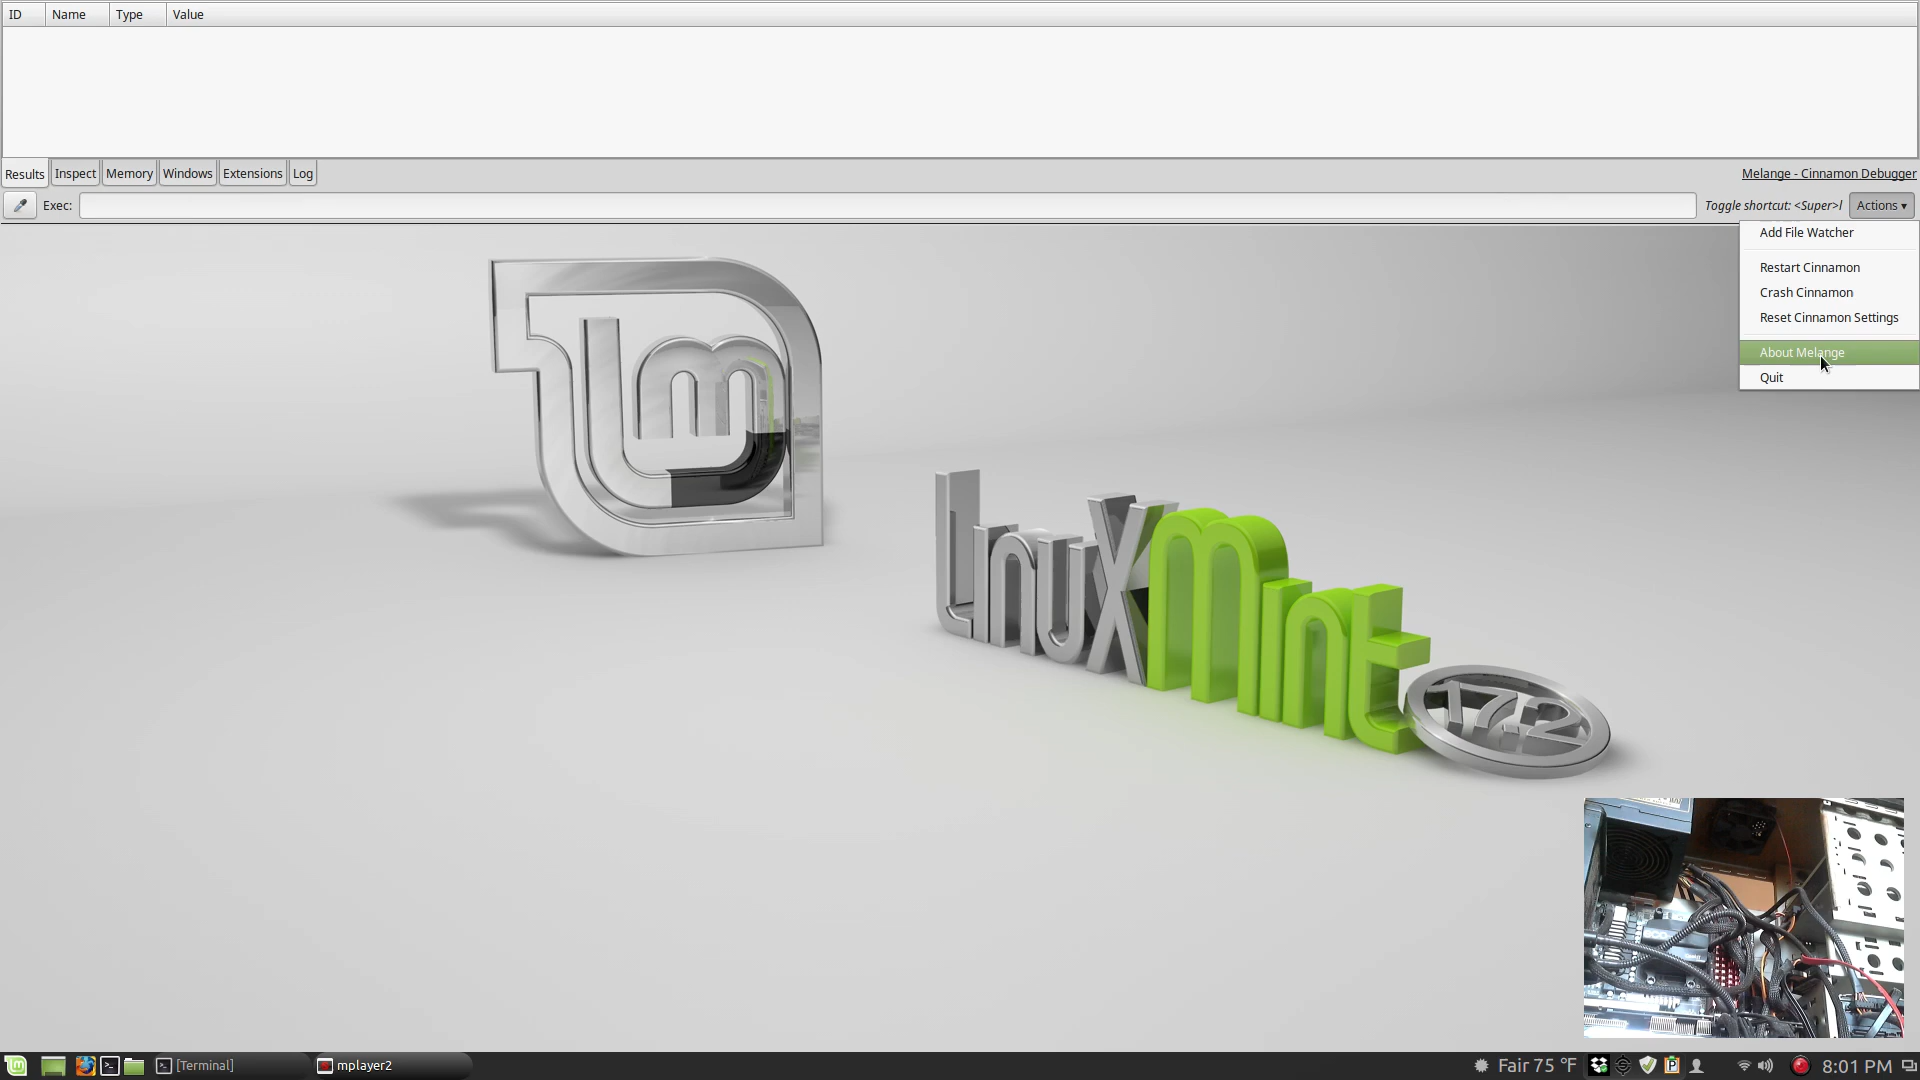 ID Name Type Value
Results Inspect Memory Windows Extensions Log Melange - Cinnamon Debugger
Exec: Toggle shortcut: <Super>l Actions ▾
Add File Watcher
Restart Cinnamon
Crash Cinnamon
Reset Cinnamon Settings
About Melange
Quit
LinuxMint
17.2
[Terminal] mplayer2 Fair 75 °F 8:01 PM